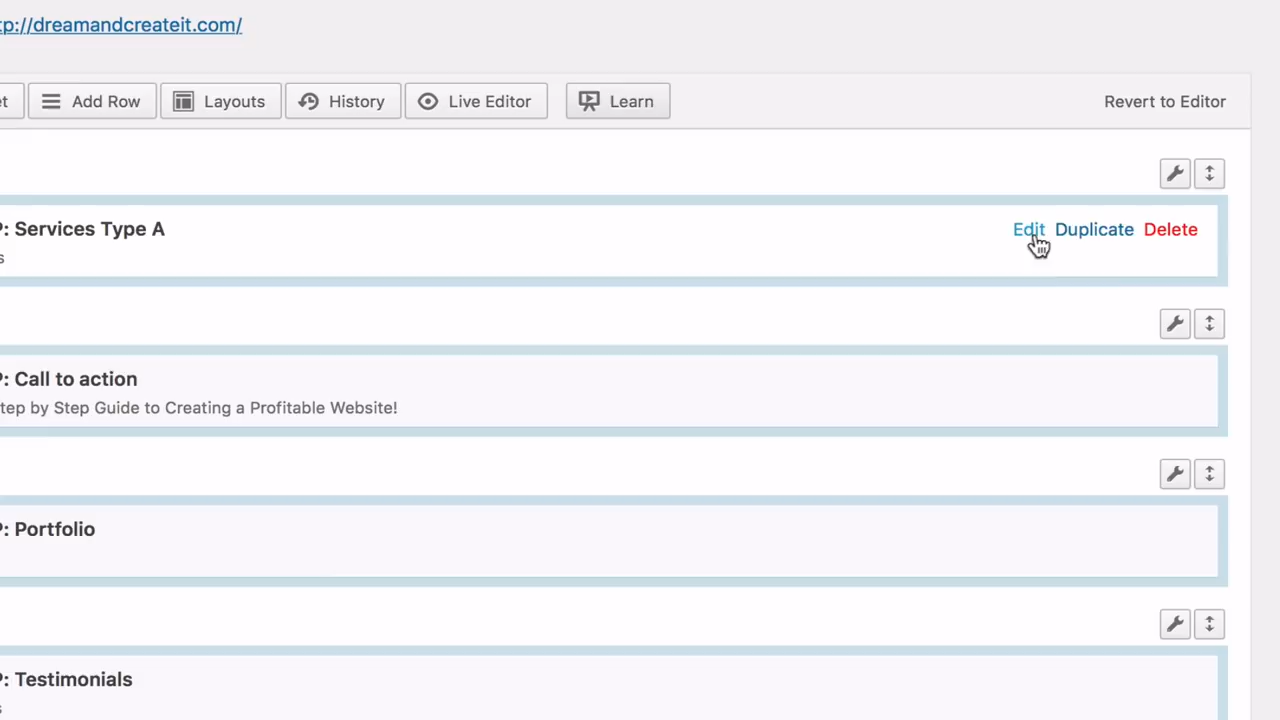 tp://dreamandcreateit.com/
et Add Row Layouts History Live Editor Learn Revert to Editor
P: Services Type A Edit Duplicate Delete
s
P: Call to action
tep by Step Guide to Creating a Profitable Website!
P: Portfolio
P: Testimonials
s